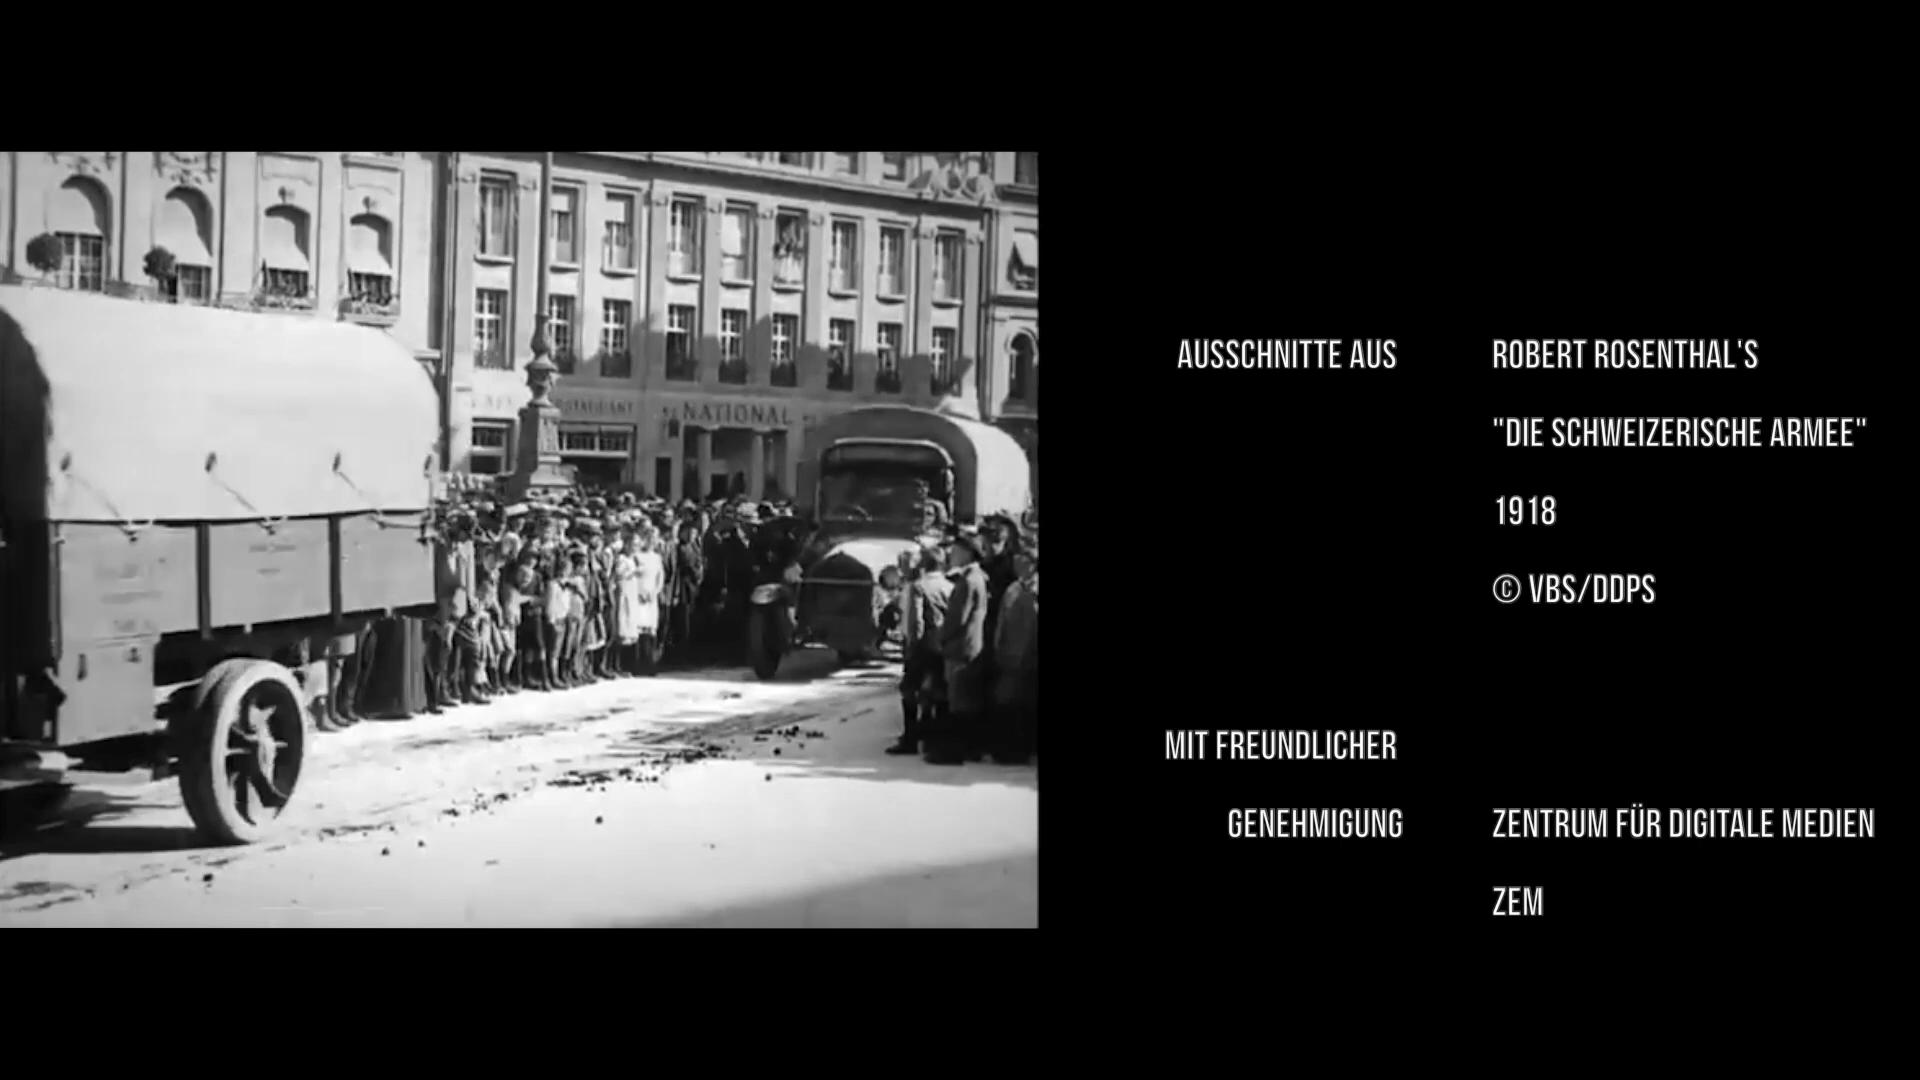 RESTAURANT
NATIONAL
AUSSCHNITTE AUS
ROBERT ROSENTHAL'S
"DIE SCHWEIZERISCHE ARMEE"
1918
© VBS/DDPS
MIT FREUNDLICHER
GENEHMIGUNG
ZENTRUM FÜR DIGITALE MEDIEN
ZEM